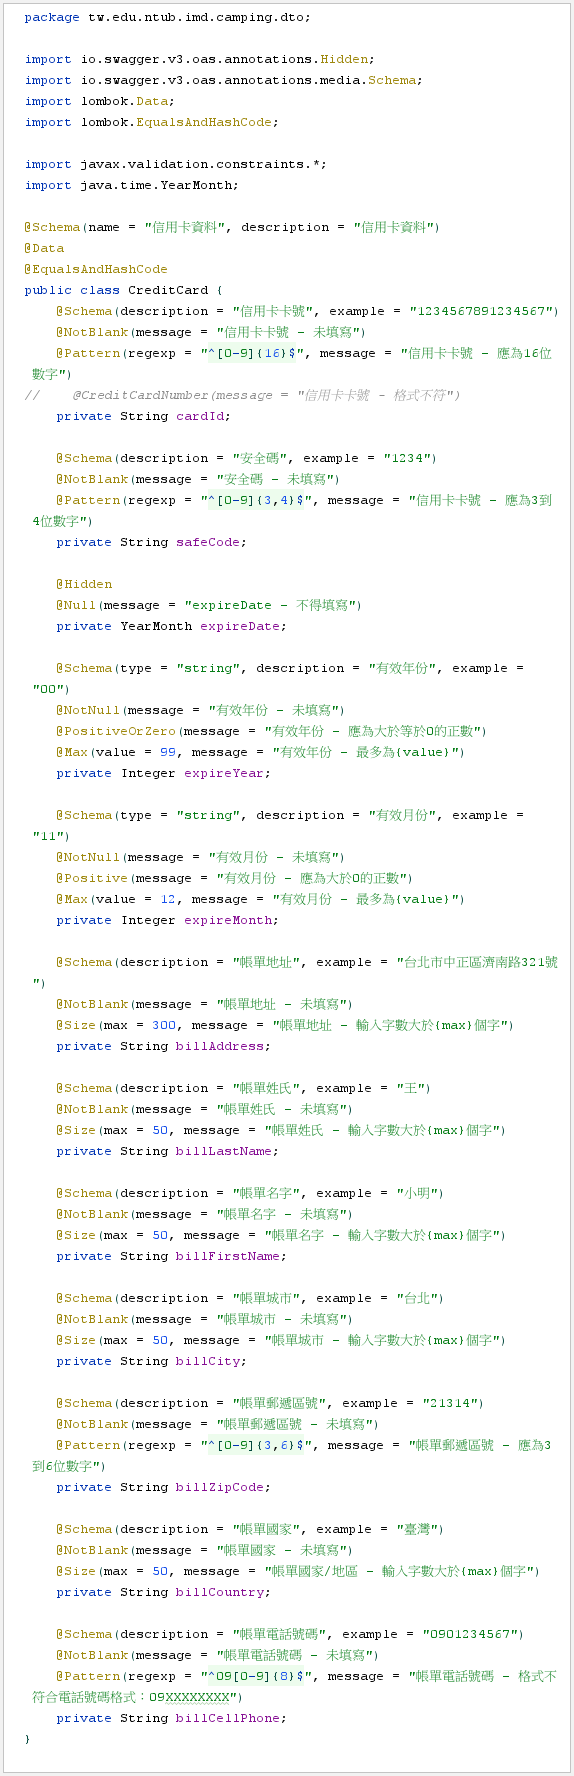 package tw.edu.ntub.imd.camping.dto;

import io.swagger.v3.oas.annotations.Hidden;
import io.swagger.v3.oas.annotations.media.Schema;
import lombok.Data;
import lombok.EqualsAndHashCode;

import javax.validation.constraints.*;
import java.time.YearMonth;

@Schema(name = "信用卡資料", description = "信用卡資料")
@Data
@EqualsAndHashCode
public class CreditCard {
    @Schema(description = "信用卡卡號", example = "1234567891234567")
    @NotBlank(message = "信用卡卡號 - 未填寫")
    @Pattern(regexp = "^[0-9]{16}$", message = "信用卡卡號 - 應為16位
數字")
//    @CreditCardNumber(message = "信用卡卡號 - 格式不符")
    private String cardId;

    @Schema(description = "安全碼", example = "1234")
    @NotBlank(message = "安全碼 - 未填寫")
    @Pattern(regexp = "^[0-9]{3,4}$", message = "信用卡卡號 - 應為3到
4位數字")
    private String safeCode;

    @Hidden
    @Null(message = "expireDate - 不得填寫")
    private YearMonth expireDate;

    @Schema(type = "string", description = "有效年份", example =
"00")
    @NotNull(message = "有效年份 - 未填寫")
    @PositiveOrZero(message = "有效年份 - 應為大於等於0的正數")
    @Max(value = 99, message = "有效年份 - 最多為{value}")
    private Integer expireYear;

    @Schema(type = "string", description = "有效月份", example =
"11")
    @NotNull(message = "有效月份 - 未填寫")
    @Positive(message = "有效月份 - 應為大於0的正數")
    @Max(value = 12, message = "有效月份 - 最多為{value}")
    private Integer expireMonth;

    @Schema(description = "帳單地址", example = "台北市中正區濟南路321號
")
    @NotBlank(message = "帳單地址 - 未填寫")
    @Size(max = 300, message = "帳單地址 - 輸入字數大於{max}個字")
    private String billAddress;

    @Schema(description = "帳單姓氏", example = "王")
    @NotBlank(message = "帳單姓氏 - 未填寫")
    @Size(max = 50, message = "帳單姓氏 - 輸入字數大於{max}個字")
    private String billLastName;

    @Schema(description = "帳單名字", example = "小明")
    @NotBlank(message = "帳單名字 - 未填寫")
    @Size(max = 50, message = "帳單名字 - 輸入字數大於{max}個字")
    private String billFirstName;

    @Schema(description = "帳單城市", example = "台北")
    @NotBlank(message = "帳單城市 - 未填寫")
    @Size(max = 50, message = "帳單城市 - 輸入字數大於{max}個字")
    private String billCity;

    @Schema(description = "帳單郵遞區號", example = "21314")
    @NotBlank(message = "帳單郵遞區號 - 未填寫")
    @Pattern(regexp = "^[0-9]{3,6}$", message = "帳單郵遞區號 - 應為3
到6位數字")
    private String billZipCode;

    @Schema(description = "帳單國家", example = "臺灣")
    @NotBlank(message = "帳單國家 - 未填寫")
    @Size(max = 50, message = "帳單國家/地區 - 輸入字數大於{max}個字")
    private String billCountry;

    @Schema(description = "帳單電話號碼", example = "0901234567")
    @NotBlank(message = "帳單電話號碼 - 未填寫")
    @Pattern(regexp = "^09[0-9]{8}$", message = "帳單電話號碼 - 格式不
符合電話號碼格式：09XXXXXXXX")
    private String billCellPhone;
}